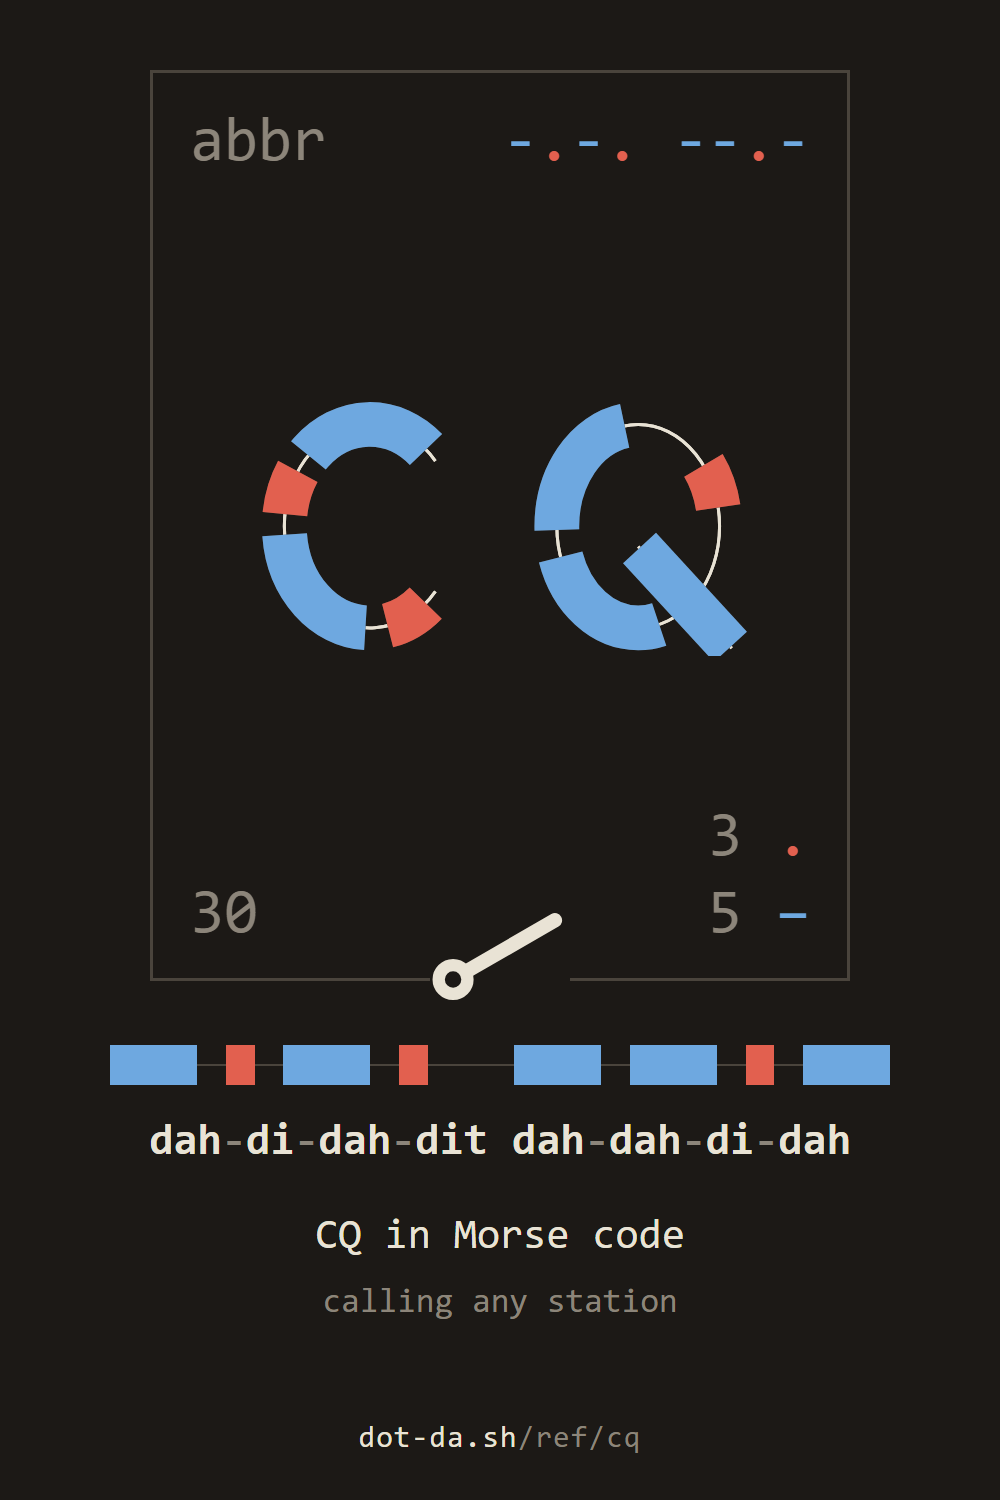 abbr -.-. --.-
CQ
3 .
30 5 -
dah-di-dah-dit dah-dah-di-dah
CQ in Morse code
calling any station
dot-da.sh/ref/cq